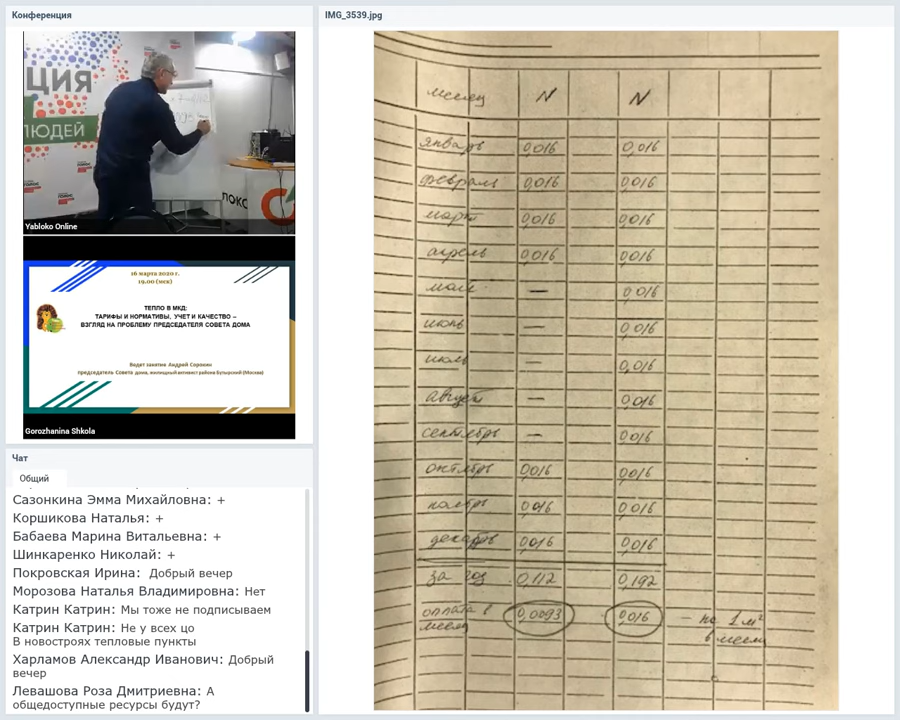 Конференция
ЦИЯ
ЛЮДЕЙ
ЛОКС
Yabloko Online
16 марта 2020 г.
19.00 (мск)
ТЕПЛО В МКД:
ТАРИФЫ И НОРМАТИВЫ, УЧЕТ И КАЧЕСТВО –
ВЗГЛЯД НА ПРОБЛЕМУ ПРЕДСЕДАТЕЛЯ СОВЕТА ДОМА
Ведет занятие Андрей Сорокин
председатель Совета дома, жилищный активист района Бутырский (Москва)
Gorozhanina Shkola
Чат
Общий
Сазонкина Эмма Михайловна: +
Коршикова Наталья: +
Бабаева Марина Витальевна: +
Шинкаренко Николай: +
Покровская Ирина: Добрый вечер
Морозова Наталья Владимировна: Нет
Катрин Катрин: Мы тоже не подписываем
Катрин Катрин: Не у всех цо
В новостроях тепловые пункты
Харламов Александр Иванович: Добрый
вечер
Левашова Роза Дмитриевна: А
общедоступные ресурсы будут?
IMG_3539.jpg
месяц N N
январь 0,016 0,016
февраль 0,016 0,016
март 0,016 0,016
апрель 0,016 0,016
май — 0,016
июнь — 0,016
июль — 0,016
август — 0,016
сентябрь — 0,016
октябрь 0,016 0,016
ноябрь 0,016 0,016
декабрь 0,016 0,016
за год 0,112 0,192
оплата в
месяц 0,0093 0,016 — на 1 м²
в месяц